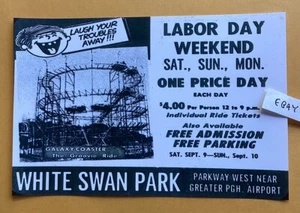 LAUGH YOUR
TROUBLES
AWAY!!!
LABOR DAY
WEEKEND
SAT., SUN., MON.
ONE PRICE DAY
EACH DAY
$4.00 Per Person 12 to 9 p.m.
Individual Ride Tickets
Also Available
FREE ADMISSION
FREE PARKING
SAT. SEPT. 9—SUN., Sept. 10
EBAY
GALAXY COASTER
The Groovie Ride
WHITE SWAN PARK
PARKWAY WEST NEAR
GREATER PGH. AIRPORT